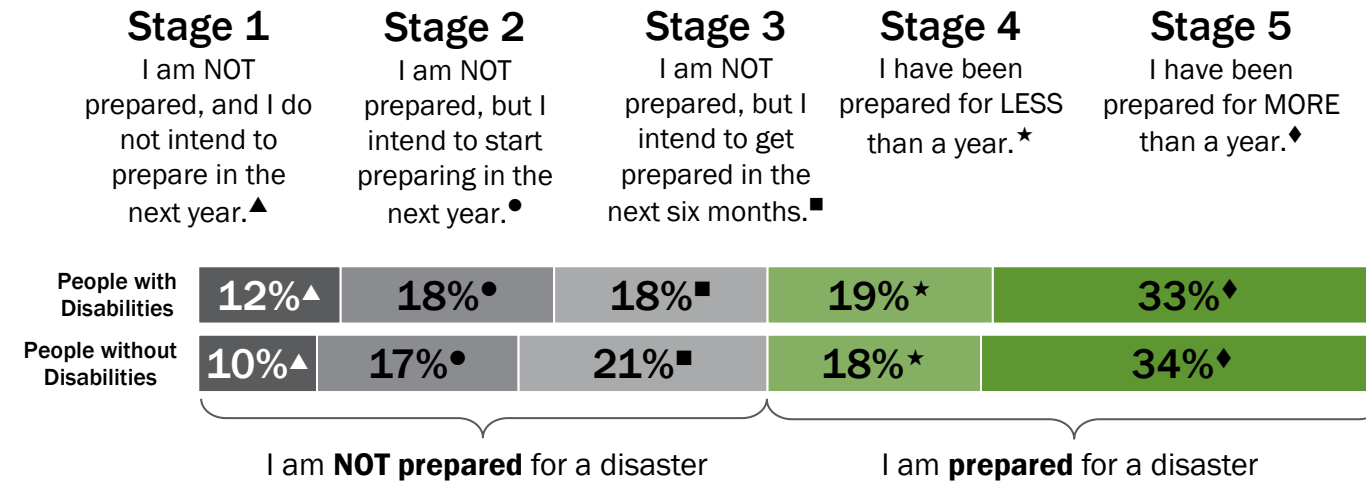 Stage 1
I am NOT
prepared, and I do
not intend to
prepare in the
next year.▲
Stage 2
I am NOT
prepared, but I
intend to start
preparing in the
next year.●
Stage 3
I am NOT
prepared, but I
intend to get
prepared in the
next six months.■
Stage 4
I have been
prepared for LESS
than a year.★
Stage 5
I have been
prepared for MORE
than a year.♦
People with
Disabilities
12%▲ 18%● 18%■ 19%★ 33%♦
People without
Disabilities
10%▲ 17%● 21%■ 18%★ 34%♦
I am NOT prepared for a disaster
I am prepared for a disaster